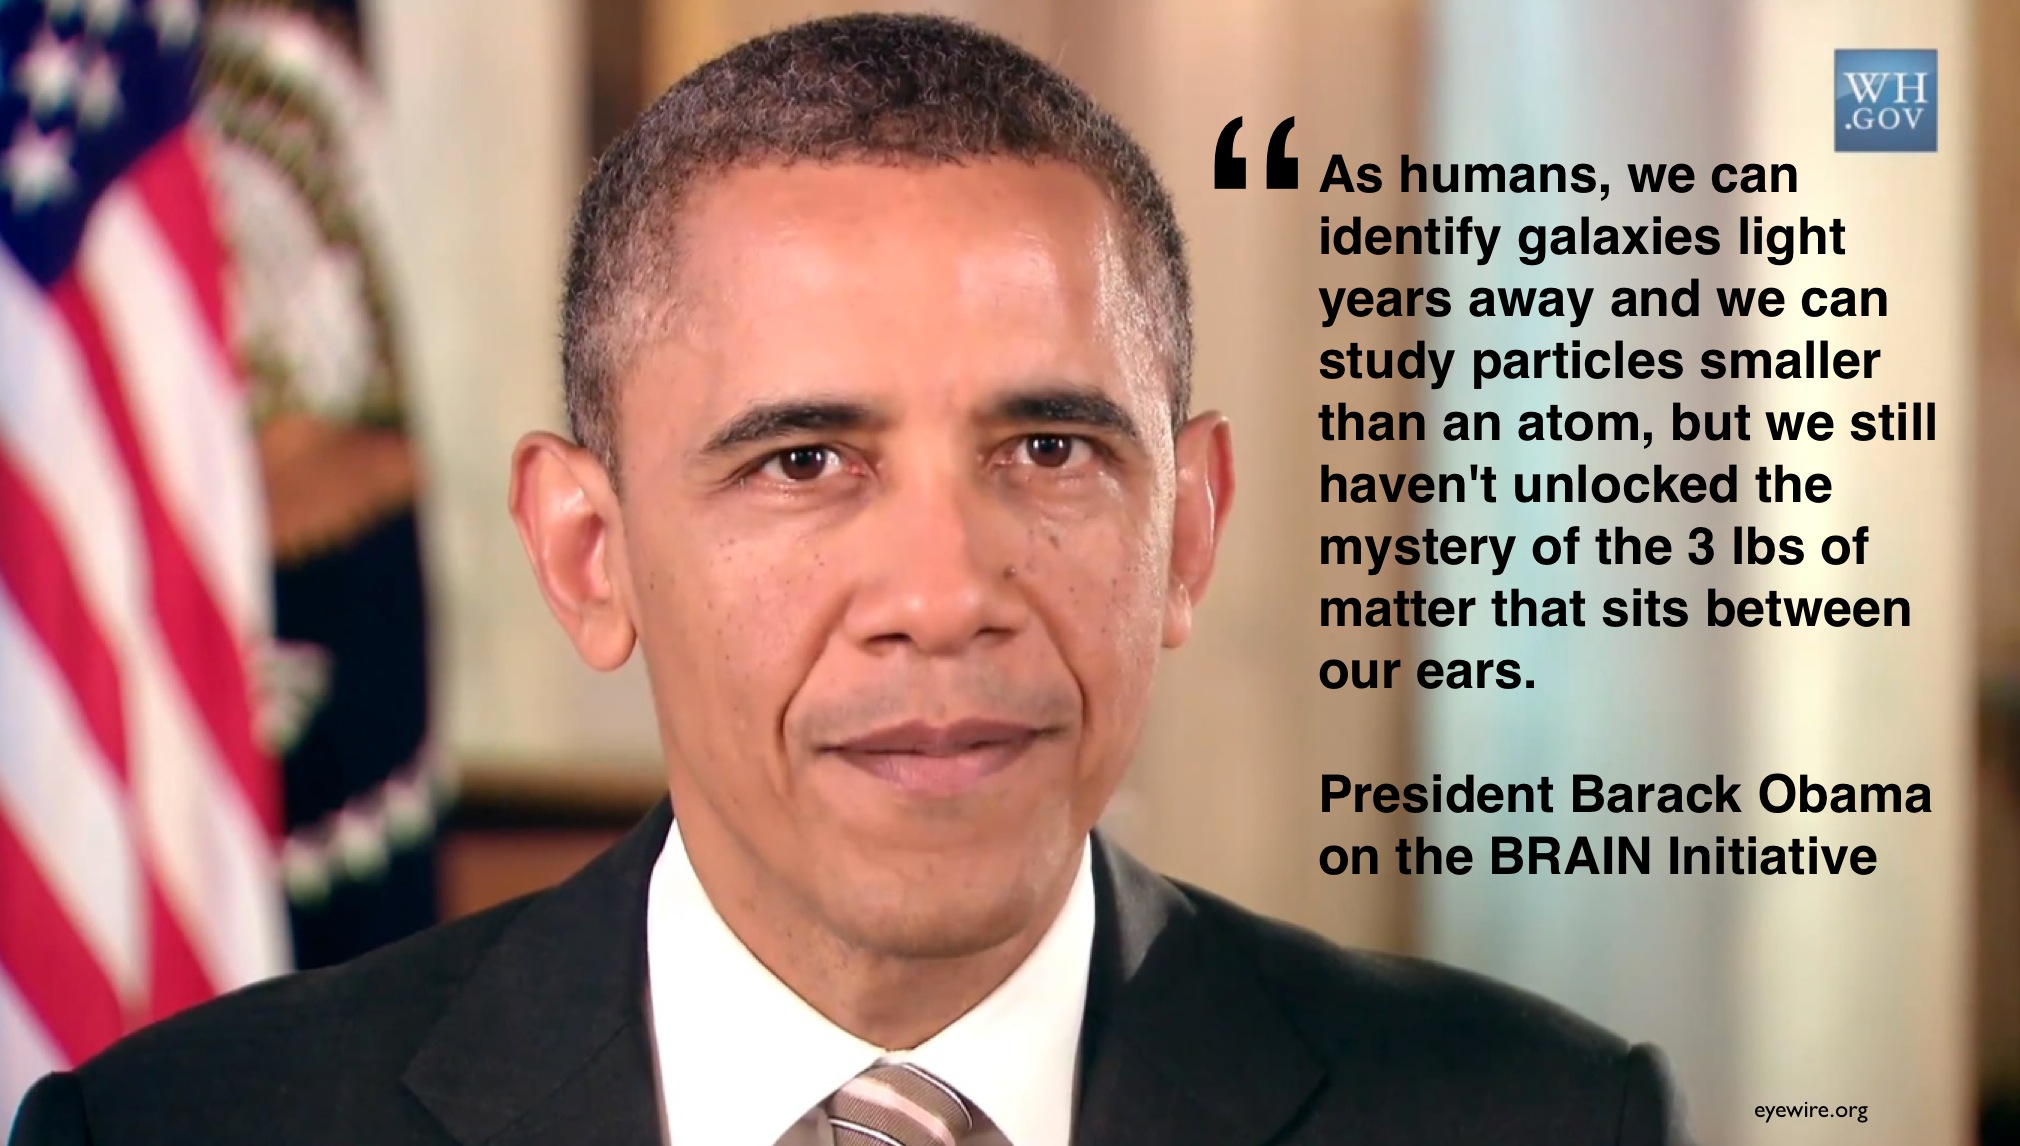 WH
.GOV
“ As humans, we can
identify galaxies light
years away and we can
study particles smaller
than an atom, but we still
haven't unlocked the
mystery of the 3 lbs of
matter that sits between
our ears.
President Barack Obama
on the BRAIN Initiative
eyewire.org